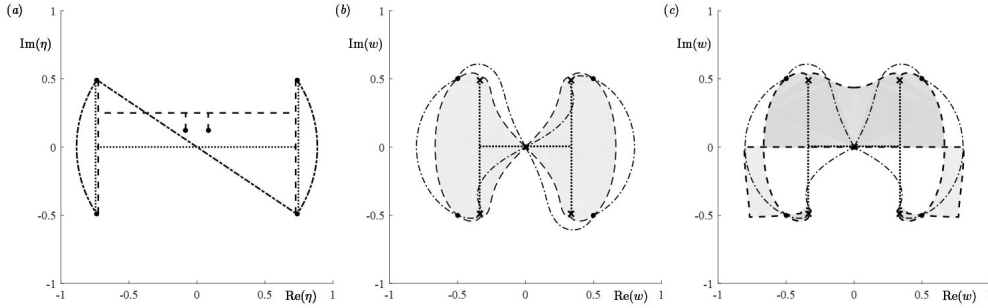 (a) (b) (c)
1 1 1
Im(η) Im(w) Im(w)
0.5 0.5 0.5
0 0 0
-0.5 -0.5 -0.5
-1 -1 -1
-1 -0.5 0 0.5 Re(η) 1 -1 -0.5 0 0.5 Re(w) 1 -1 -0.5 0 0.5 Re(w) 1